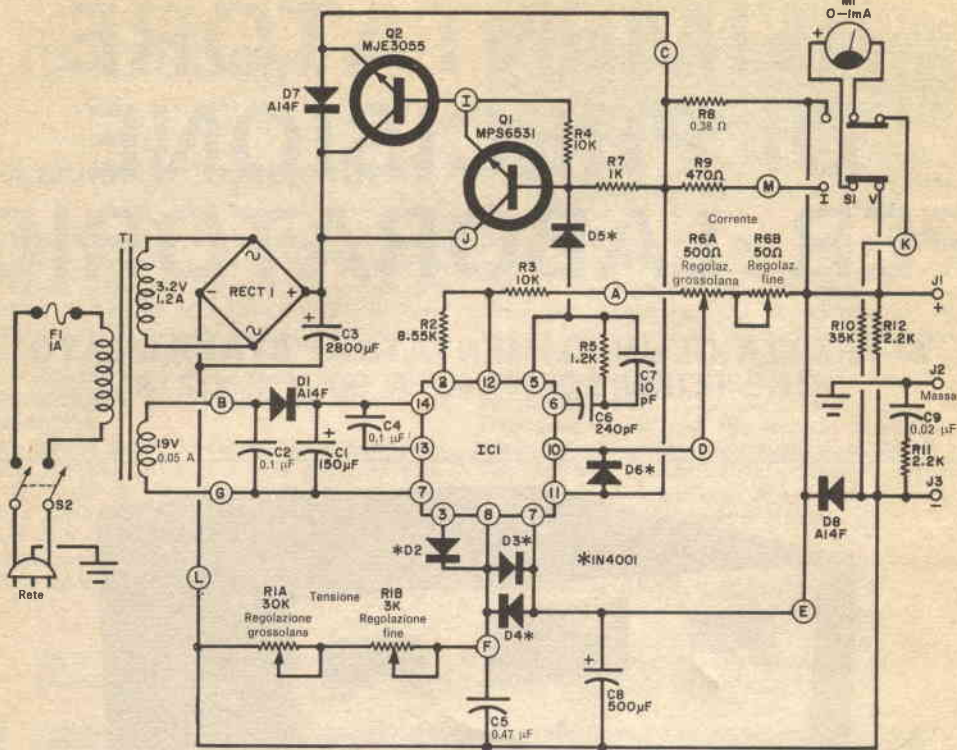 M1
0-1mA
+
Q2
MJE3055
C
D7
A14F
I
Q1
MPS6531
R4
10K
R8
0.38 Ω
R7
1K
R9
470Ω
M
I
S1
V
J
D5*
Corrente
R6A
500Ω
Regolaz.
grossolana
R6B
50Ω
Regolaz.
fine
K
T1
3.2V
1.2A
RECT 1
-
+
F1
1A
+
C3
2800µF
R3
10K
A
R2
8.55K
J1
+
R10
35K
R12
2.2K
R5
1.2K
C7
10
pF
J2
Massa
C9
0.02 µF
R11
2.2K
J3
-
B
D1
A14F
2
12
5
14
6
C6
240pF
C4
0.1 µF
13
IC1
10
D
19V
0.05 A
C2
0.1 µF
+
C1
150µF
D6*
G
7
11
3
8
7
D8
A14F
S2
*D2
D3*
*1N4001
Rete
L
R1A
30K
Regolazione
grossolana
Tensione
R1B
3K
Regolazione
fine
D4*
E
F
+
C8
500µF
C5
0.47 µF